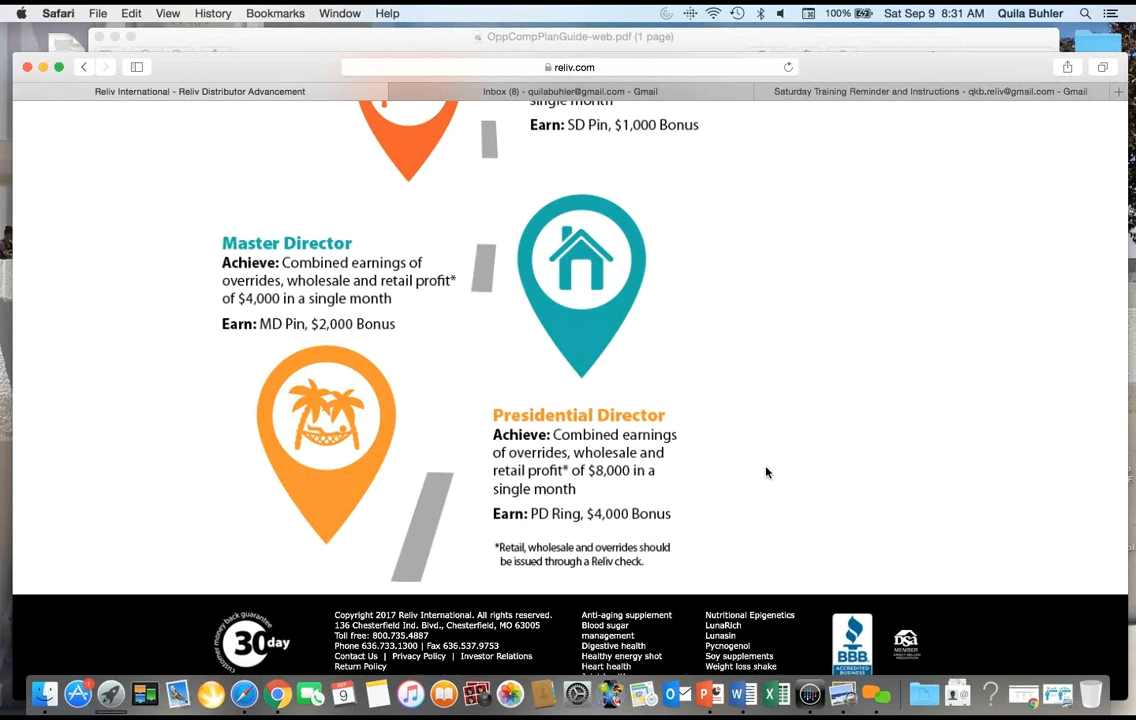 Safari File Edit View History Bookmarks Window Help 100% Sat Sep 9 8:31 AM Quila Buhler
OppCompPlanGuide-web.pdf (1 page)
reliv.com
Reliv International - Reliv Distributor Advancement
Inbox (8) - quilabuhler@gmail.com - Gmail
Saturday Training Reminder and Instructions - qkb.reliv@gmail.com - Gmail
single month
Earn: SD Pin, $1,000 Bonus
Master Director
Achieve: Combined earnings of
overrides, wholesale and retail profit*
of $4,000 in a single month
Earn: MD Pin, $2,000 Bonus
Presidential Director
Achieve: Combined earnings
of overrides, wholesale and
retail profit* of $8,000 in a
single month
Earn: PD Ring, $4,000 Bonus
*Retail, wholesale and overrides should
be issued through a Reliv check.
money back guarantee
30day
Copyright 2017 Reliv International. All rights reserved.
136 Chesterfield Ind. Blvd., Chesterfield, MO 63005
Toll free: 800.735.4887
Phone 636.733.1300 | Fax 636.537.9753
Contact Us | Privacy Policy | Investor Relations
Return Policy
Anti-aging supplement
Blood sugar
management
Digestive health
Healthy energy shot
Heart health
Nutritional Epigenetics
LunaRich
Lunasin
Pycnogenol
Soy supplements
Weight loss shake
BBB
ACCREDITED
BUSINESS
DSA
MEMBER